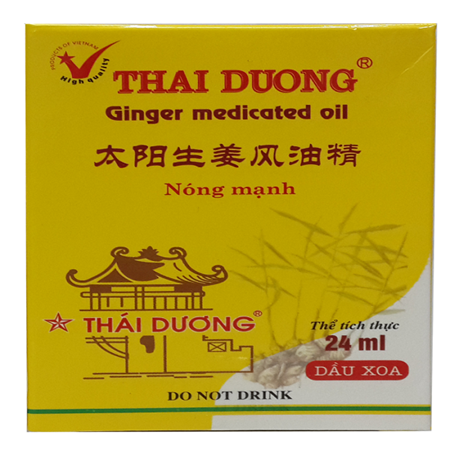 PRODUCTS OF VIETNAM
High quality
THAI DUONG®
Ginger medicated oil
太阳生姜风油精
Nóng mạnh
THÁI DƯƠNG®
Thể tích thực
24 ml
DẦU XOA
DO NOT DRINK